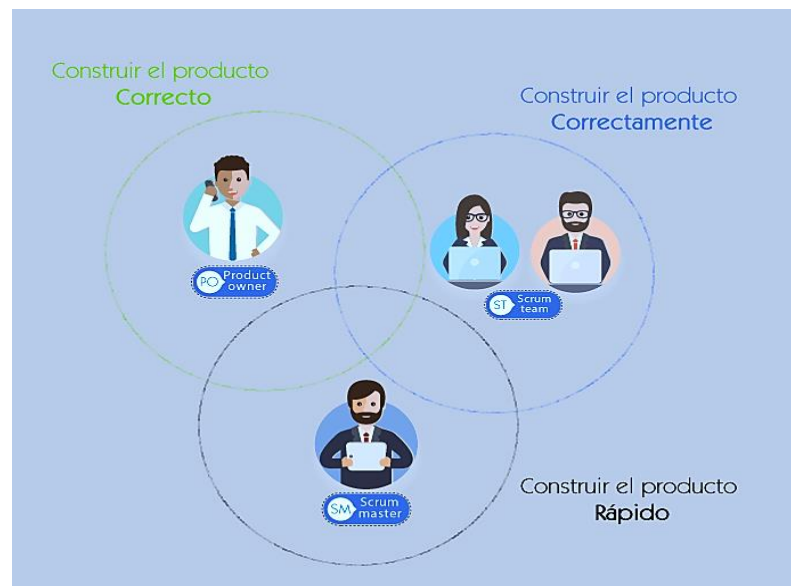 Construir el producto
Correcto
Construir el producto
Correctamente
PO Product
owner
ST Scrum
team
SM Scrum
master
Construir el producto
Rápido